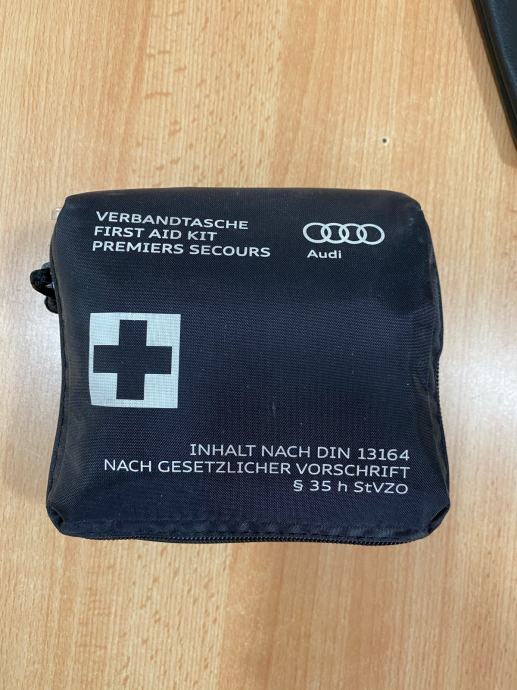 VERBANDTASCHE
FIRST AID KIT
PREMIERS SECOURS
Audi
INHALT NACH DIN 13164
NACH GESETZLICHER VORSCHRIFT
§ 35 h StVZO